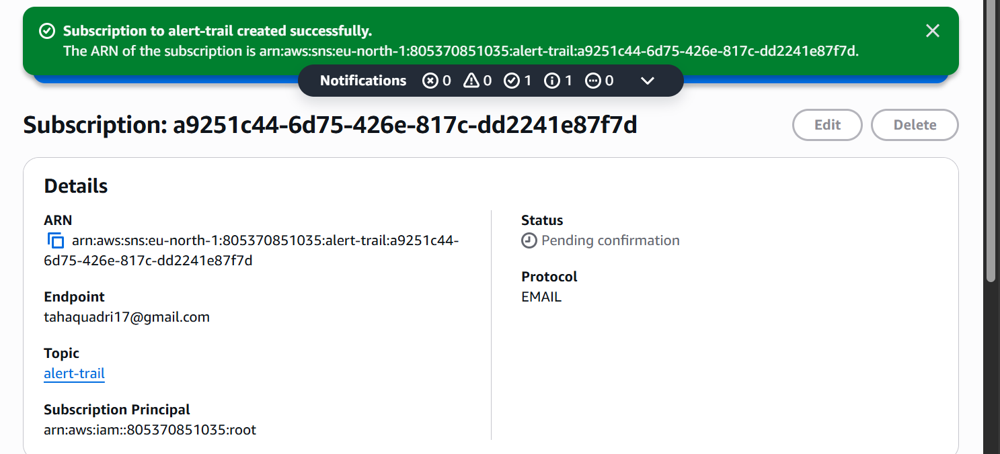 Subscription to alert-trail created successfully.
The ARN of the subscription is arn:aws:sns:eu-north-1:805370851035:alert-trail:a9251c44-6d75-426e-817c-dd2241e87f7d.
Notifications 0 0 1 1 0
Subscription: a9251c44-6d75-426e-817c-dd2241e87f7d
Edit
Delete
Details
ARN
arn:aws:sns:eu-north-1:805370851035:alert-trail:a9251c44-
6d75-426e-817c-dd2241e87f7d
Endpoint
tahaquadri17@gmail.com
Topic
alert-trail
Subscription Principal
arn:aws:iam::805370851035:root
Status
Pending confirmation
Protocol
EMAIL